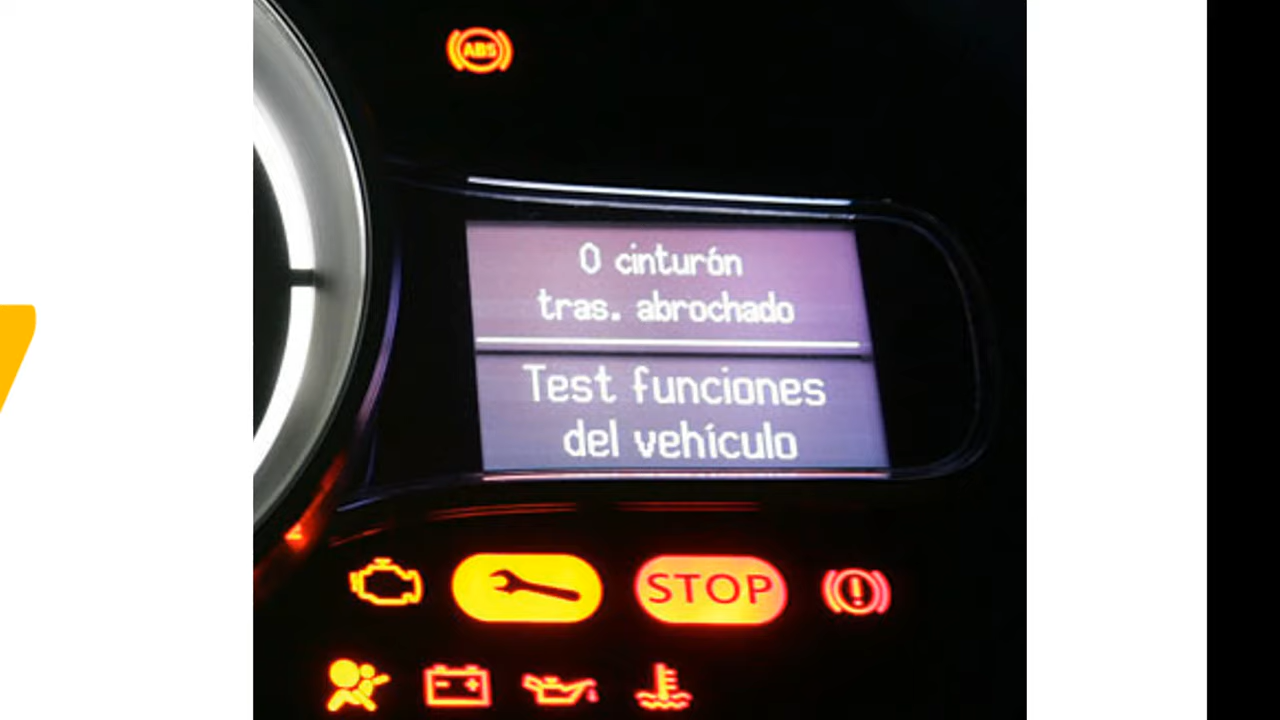 ABS
0 cinturón
tras. abrochado
Test funciones
del vehículo
STOP